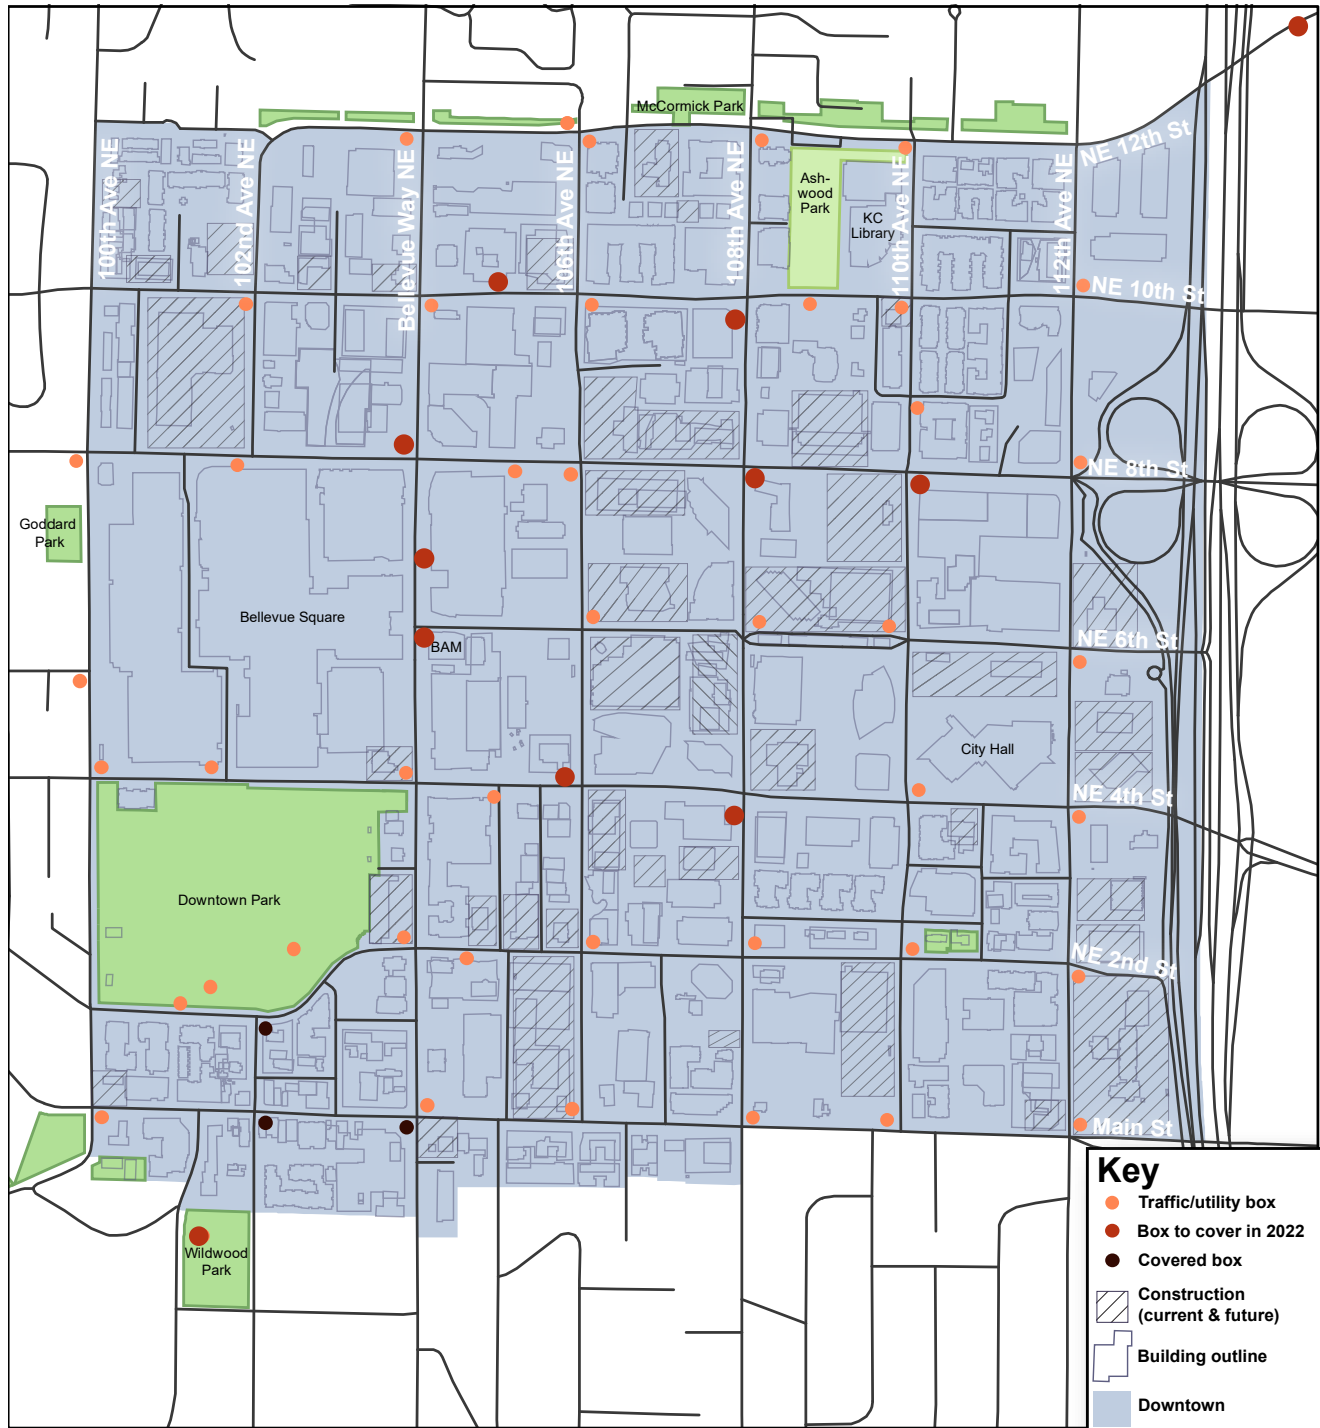 McCormick Park
100th Ave NE
102nd Ave NE
Bellevue Way NE
106th Ave NE
108th Ave NE
110th Ave NE
112th Ave NE
NE 12th St
Ash-
wood
Park
KC
Library
NE 10th St
NE 8th St
Goddard
Park
Bellevue Square
BAM
NE 6th St
City Hall
NE 4th St
Downtown Park
NE 2nd St
Main St
Wildwood
Park
Key
Traffic/utility box
Box to cover in 2022
Covered box
Construction
(current & future)
Building outline
Downtown